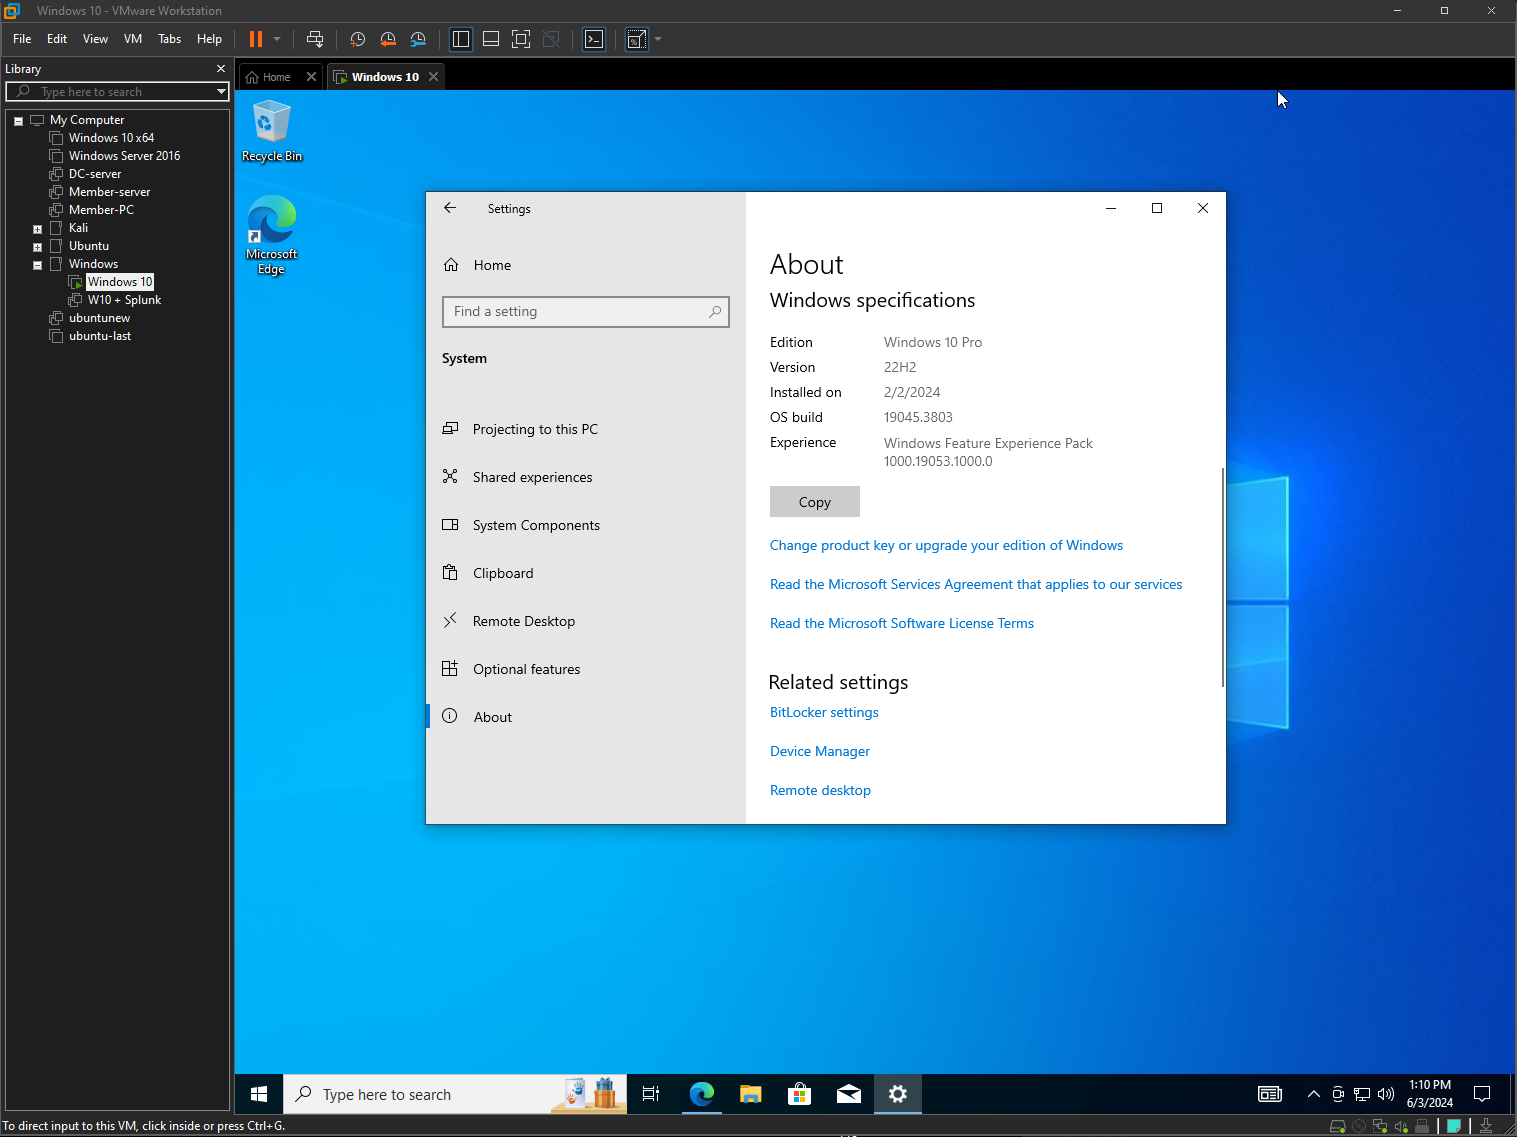 Windows 10 - VMware Workstation
File Edit View VM Tabs Help
Library
Type here to search
My Computer
Windows 10 x64
Windows Server 2016
DC-server
Member-server
Member-PC
Kali
Ubuntu
Windows
Windows 10
W10 + Splunk
ubuntunew
ubuntu-last
Home
Windows 10
Recycle Bin
Microsoft
Edge
Settings
Home
Find a setting
System
Projecting to this PC
Shared experiences
System Components
Clipboard
Remote Desktop
Optional features
About
About
Windows specifications
Edition Windows 10 Pro
Version 22H2
Installed on 2/2/2024
OS build 19045.3803
Experience Windows Feature Experience Pack
1000.19053.1000.0
Copy
Change product key or upgrade your edition of Windows
Read the Microsoft Services Agreement that applies to our services
Read the Microsoft Software License Terms
Related settings
BitLocker settings
Device Manager
Remote desktop
Type here to search
1:10 PM
6/3/2024
To direct input to this VM, click inside or press Ctrl+G.